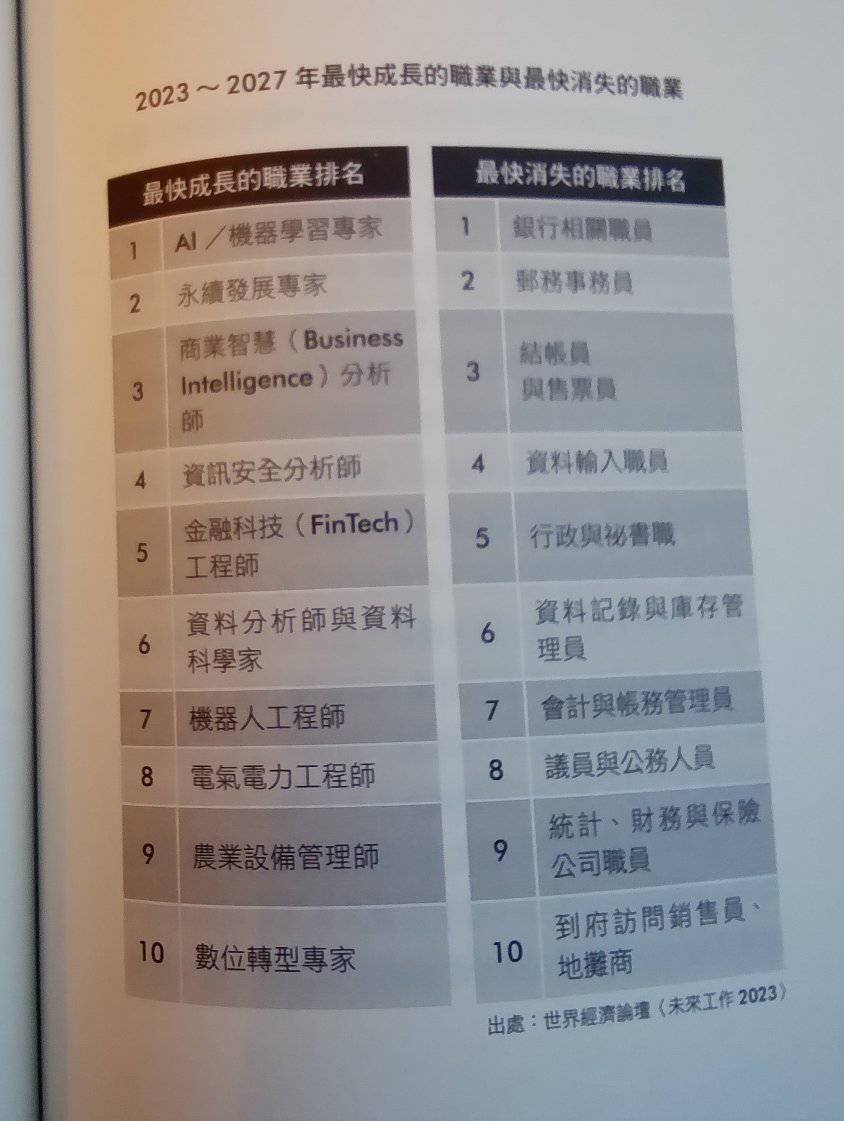 2023～2027 年最快成長的職業與最快消失的職業
最快成長的職業排名
1 AI／機器學習專家
2 永續發展專家
3 商業智慧（Business
Intelligence）分析
師
4 資訊安全分析師
5 金融科技（FinTech）
工程師
6 資料分析師與資料
科學家
7 機器人工程師
8 電氣電力工程師
9 農業設備管理師
10 數位轉型專家
最快消失的職業排名
1 銀行相關職員
2 郵務事務員
3 結帳員
與售票員
4 資料輸入職員
5 行政與祕書職
6 資料記錄與庫存管
理員
7 會計與帳務管理員
8 議員與公務人員
9 統計、財務與保險
公司職員
10 到府訪問銷售員、
地攤商
出處：世界經濟論壇〈未來工作 2023〉